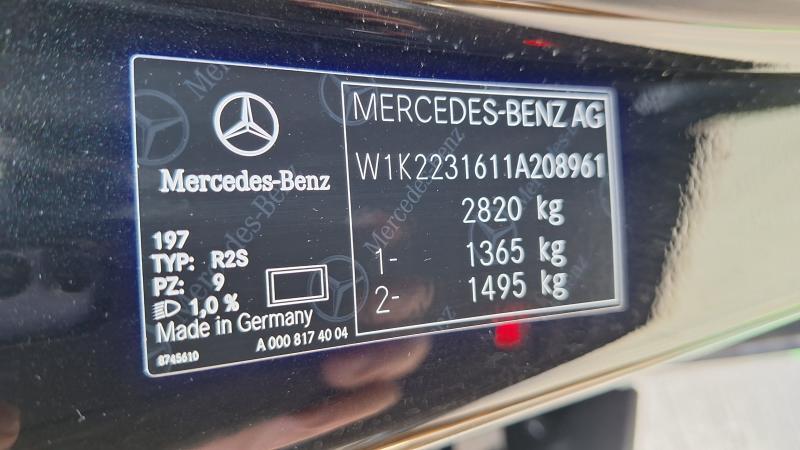 Mercedes-Benz
197
TYP: R2S
PZ: 9
1,0 %
Made in Germany
8745610
A 000 817 40 04
MERCEDES-BENZ AG
W1K2231611A208961
2820 kg
1- 1365 kg
2- 1495 kg